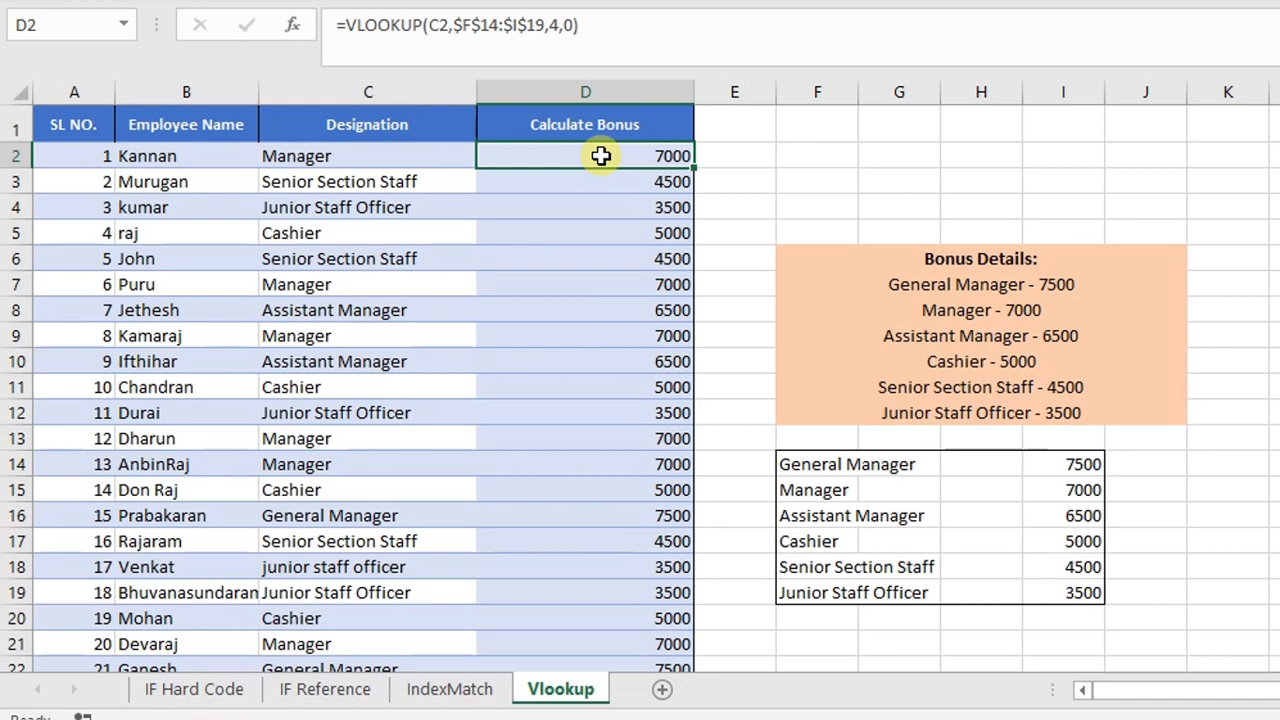 D2 fx =VLOOKUP(C2,$F$14:$I$19,4,0)
A B C D E F G H I J K
1 SL NO. Employee Name Designation Calculate Bonus
2 1 Kannan Manager 7000
3 2 Murugan Senior Section Staff 4500
4 3 kumar Junior Staff Officer 3500
5 4 raj Cashier 5000
6 5 John Senior Section Staff 4500 Bonus Details:
7 6 Puru Manager 7000 General Manager - 7500
8 7 Jethesh Assistant Manager 6500 Manager - 7000
9 8 Kamaraj Manager 7000 Assistant Manager - 6500
10 9 Ifthihar Assistant Manager 6500 Cashier - 5000
11 10 Chandran Cashier 5000 Senior Section Staff - 4500
12 11 Durai Junior Staff Officer 3500 Junior Staff Officer - 3500
13 12 Dharun Manager 7000
14 13 AnbinRaj Manager 7000 General Manager 7500
15 14 Don Raj Cashier 5000 Manager 7000
16 15 Prabakaran General Manager 7500 Assistant Manager 6500
17 16 Rajaram Senior Section Staff 4500 Cashier 5000
18 17 Venkat junior staff officer 3500 Senior Section Staff 4500
19 18 Bhuvanasundaran Junior Staff Officer 3500 Junior Staff Officer 3500
20 19 Mohan Cashier 5000
21 20 Devaraj Manager 7000
22 21 Ganesh General Manager 7500
IF Hard Code IF Reference IndexMatch Vlookup
Ready